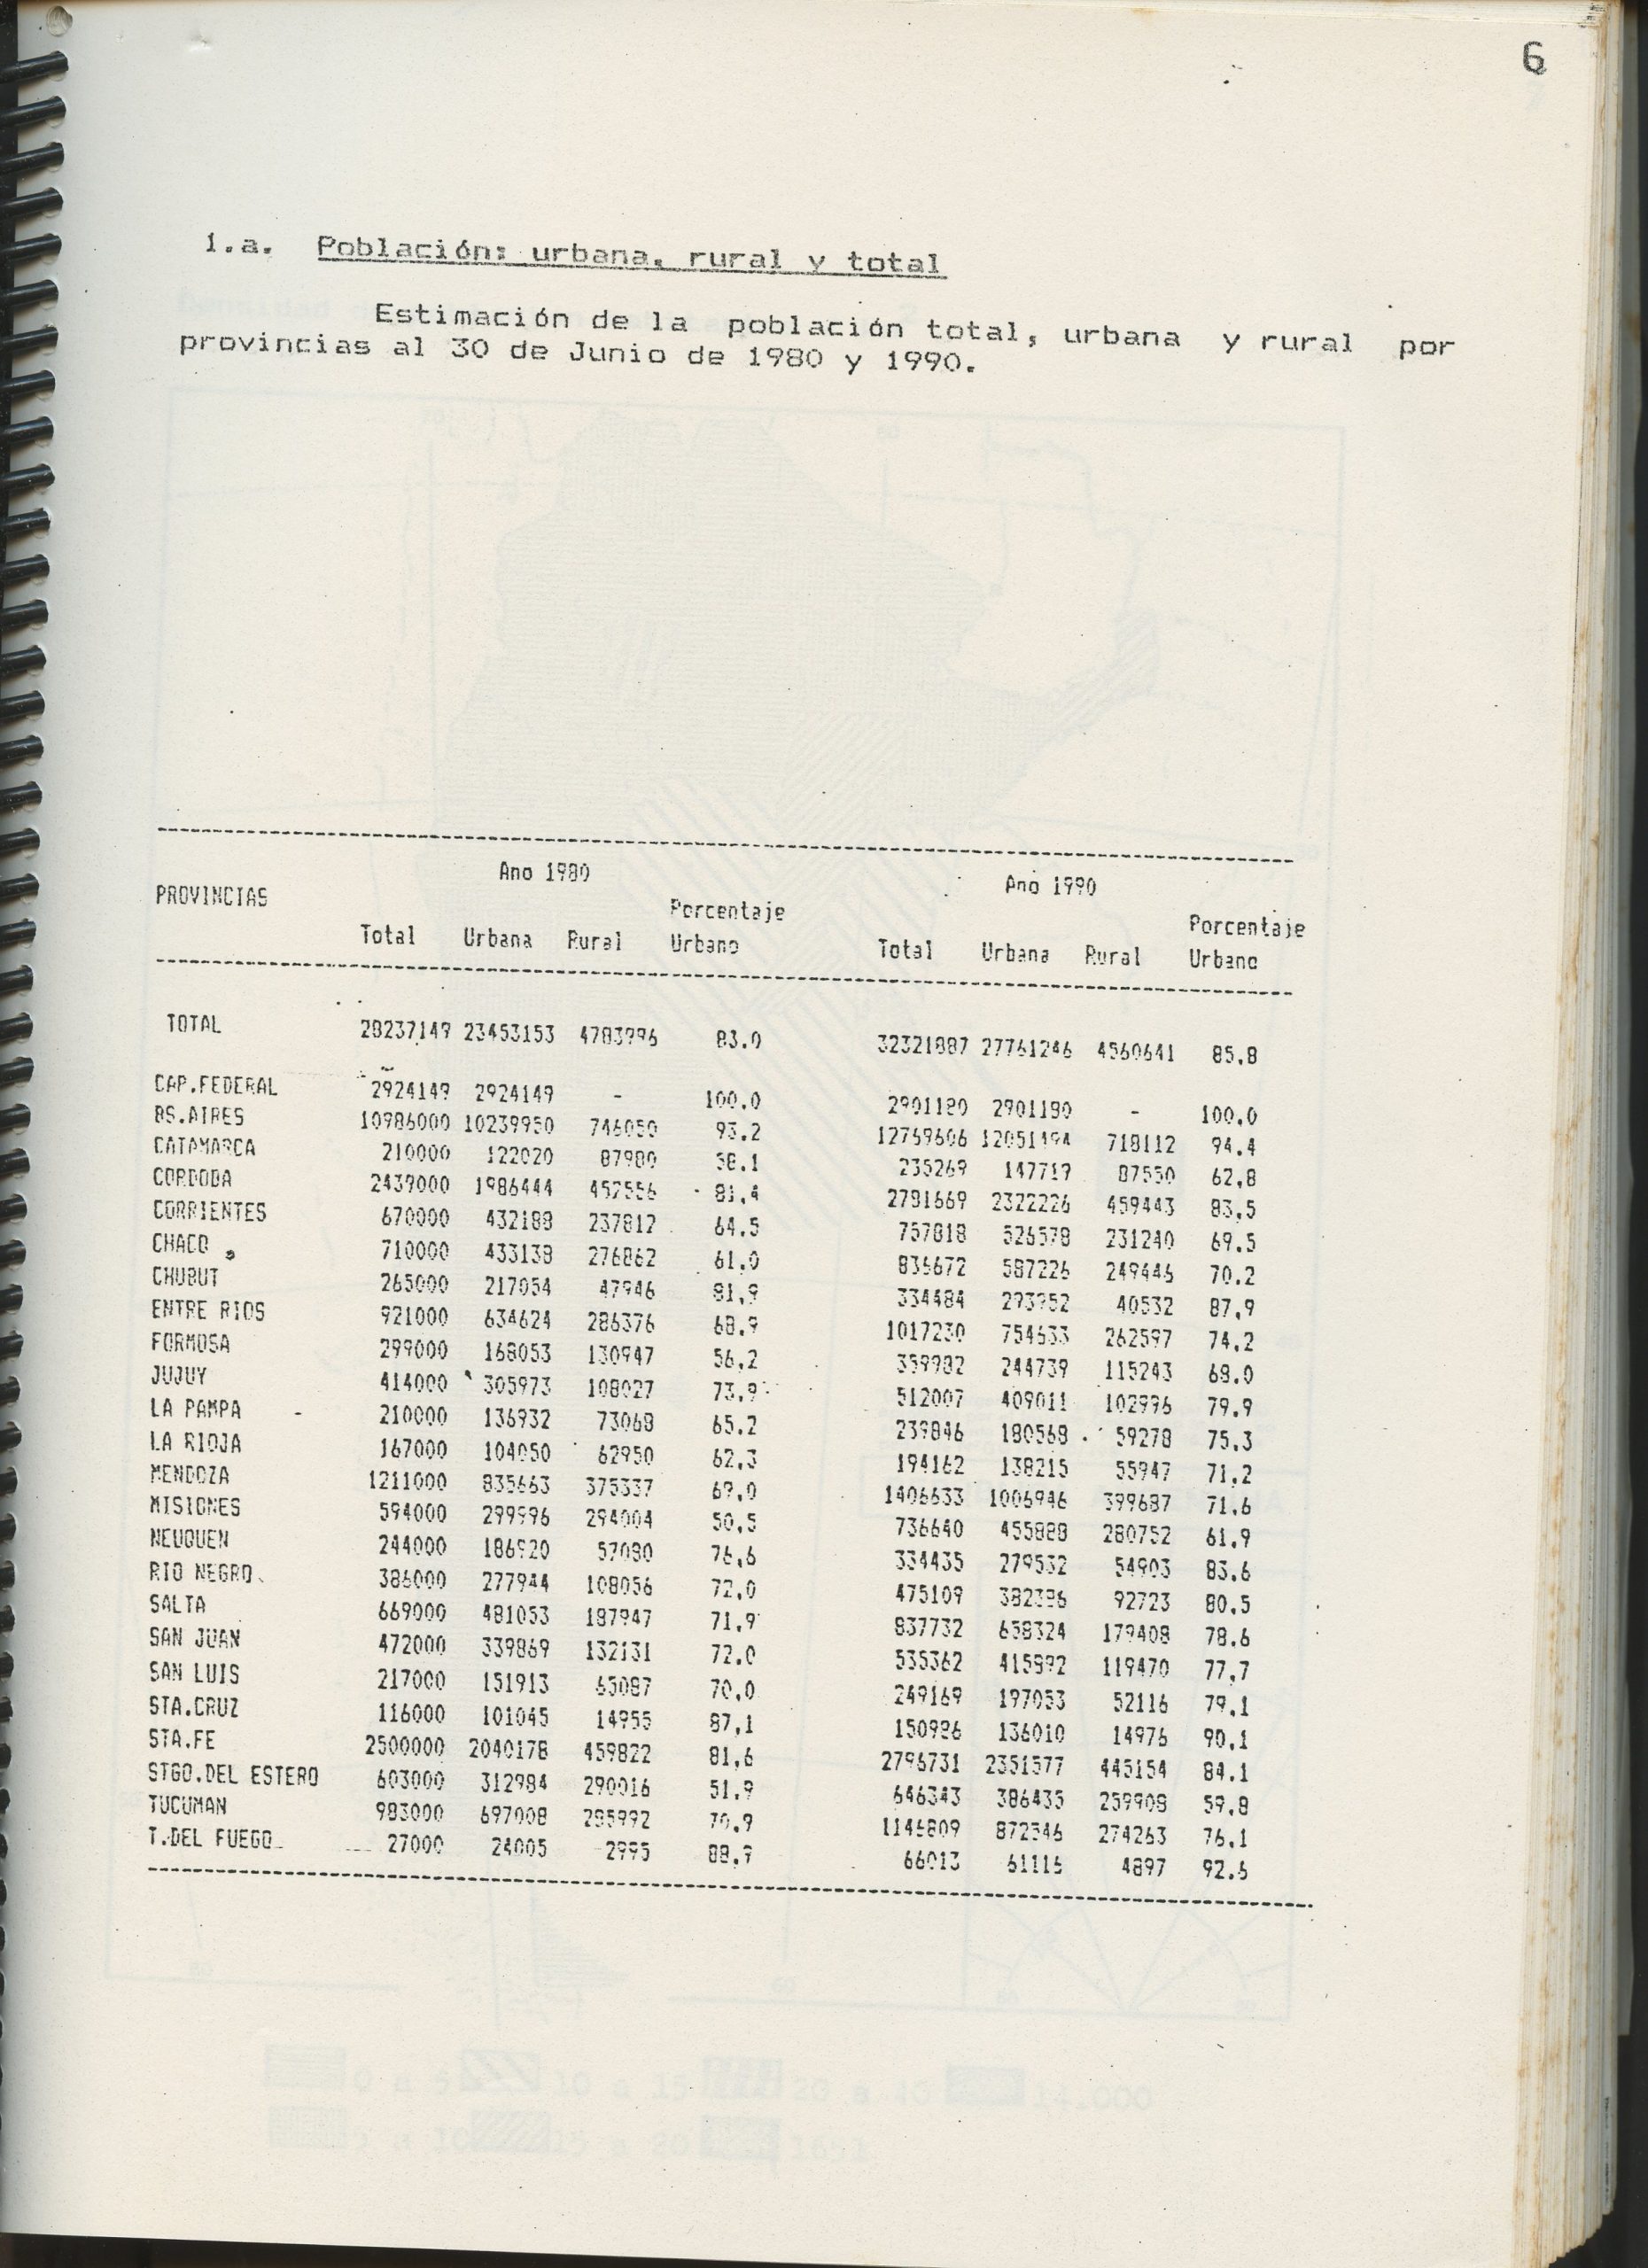 6
1.a. Población: urbana, rural y total
Estimación de la población total, urbana y rural por
provincias al 30 de Junio de 1980 y 1990.
Ano 1980 Ano 1990
PROVINCIAS Porcentaje Porcentaje
Total Urbana Rural Urbano Total Urbana Rural Urbano
TOTAL 28237149 23453153 4783996 83.0 32321887 27761246 4560641 85.8
CAP.FEDERAL 2924149 2924149 - 100.0 2901180 2901180 - 100.0
BS.AIRES 10986000 10239950 746050 93.2 12769606 12051494 718112 94.4
CATAMARCA 210000 122020 87980 58.1 235269 147719 87550 62.8
CORDOBA 2439000 1986444 452556 81.4 2781669 2322226 459443 83.5
CORRIENTES 670000 432188 237812 64.5 757818 526578 231240 69.5
CHACO 710000 433138 276862 61.0 836672 587226 249446 70.2
CHUBUT 265000 217054 47946 81.9 334484 293952 40532 87.9
ENTRE RIOS 921000 634624 286376 68.9 1017230 754633 262597 74.2
FORMOSA 299000 168053 130947 56.2 359982 244739 115243 68.0
JUJUY 414000 305973 108027 73.9 512007 409011 102996 79.9
LA PAMPA 210000 136932 73068 65.2 239846 180568 59278 75.3
LA RIOJA 167000 104050 62950 62.3 194162 138215 55947 71.2
MENDOZA 1211000 835663 375337 69.0 1406633 1006946 399687 71.6
MISIONES 594000 299996 294004 50.5 736640 455888 280752 61.9
NEUQUEN 244000 186920 57080 76.6 334435 279532 54903 83.6
RIO NEGRO 386000 277944 108056 72.0 475109 382386 92723 80.5
SALTA 669000 481053 187947 71.9 837732 658324 179408 78.6
SAN JUAN 472000 339869 132131 72.0 535362 415892 119470 77.7
SAN LUIS 217000 151913 65087 70.0 249169 197053 52116 79.1
STA.CRUZ 116000 101045 14955 87.1 150986 136010 14976 90.1
STA.FE 2500000 2040178 459822 81.6 2796731 2351577 445154 84.1
STGO.DEL ESTERO 603000 312984 290016 51.9 646343 386435 259908 59.8
TUCUMAN 983000 697008 285992 70.9 1146809 872546 274263 76.1
T.DEL FUEGO 27000 24005 2995 88.9 66013 61116 4897 92.6